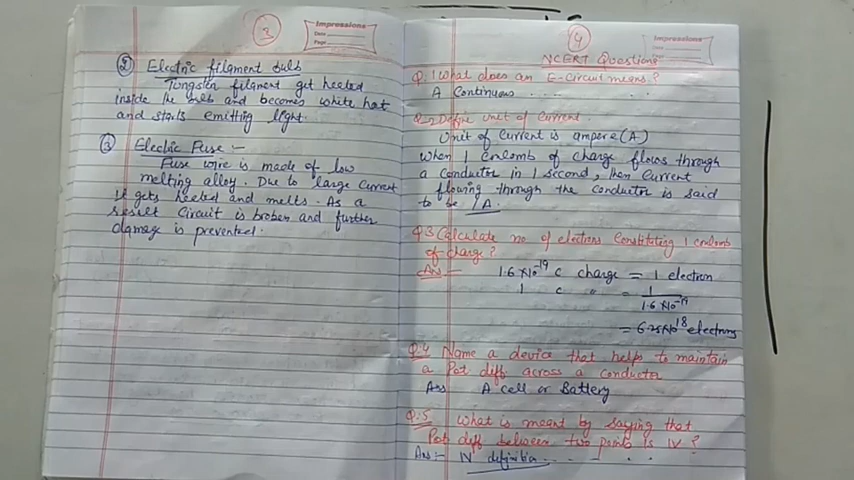 3
Impressions
Date
Page
② Electric filament bulb
Tungsten filament get heated
inside the bulb and becomes white hot
and starts emitting light.
③ Electric Fuse :-
Fuse wire is made of low
melting alloy. Due to large current
it gets heated and melts. As a
result Circuit is broken and further
damage is prevented.
4
Impressions
NCERT Questions
Q.1 What does an E-Circuit means?
A Continuous . . . . . . .
Q-2 Define unit of Current.
Unit of Current is ampere (A)
When 1 coulomb of charge flows through
a conductor in 1 second, then Current
flowing through the conductor is said
to be 1A.
Q.3 Calculate no of electrons Constituting 1 coulomb
of charge?
Ans :- 1.6×10⁻¹⁹ c charge = 1 electron
1 c 〃 = 1/1.6×10⁻¹⁹
= 6.25×10¹⁸ electrons
Q.4 Name a device that helps to maintain
a Pot diff across a conductor
Ans A cell or Battery
Q.5 What is meant by saying that
Pot diff between two points is 1V?
Ans :- 1V definition . . . . .